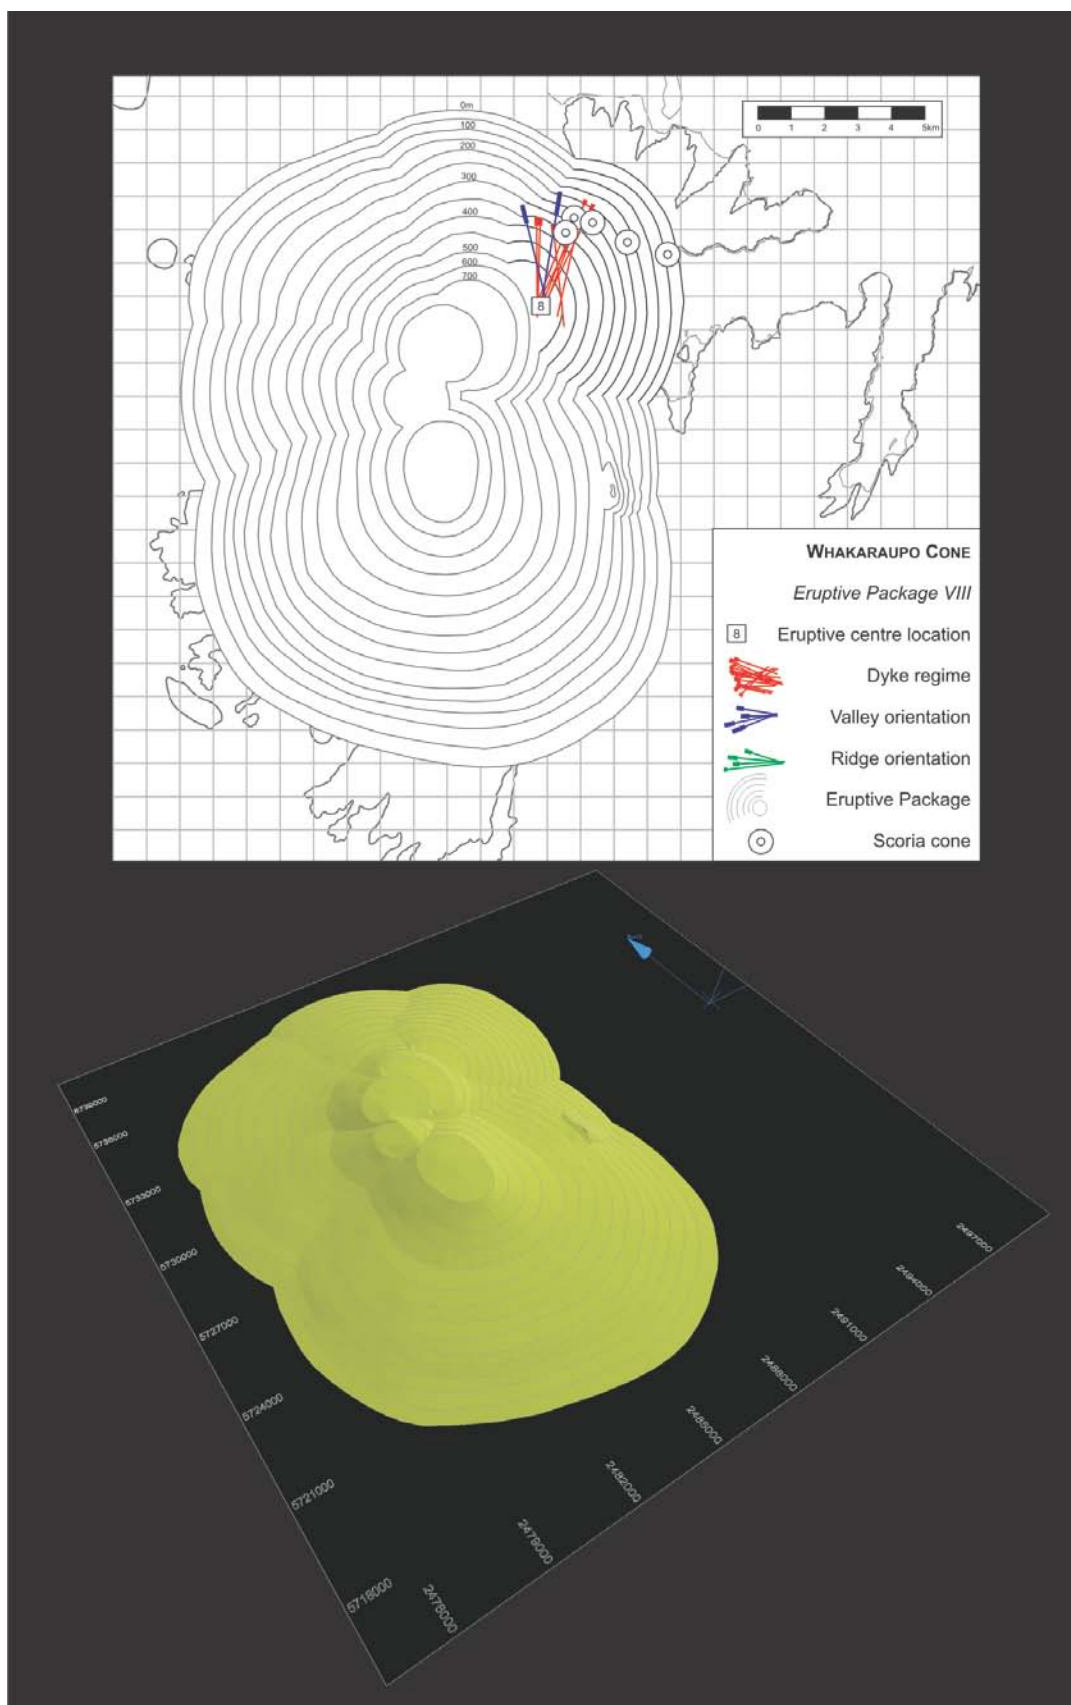 0m
100
200
300
400
500
600
700
8
0 1 2 3 4 5km
WHAKARAUPO CONE
Eruptive Package VIII
8 Eruptive centre location
Dyke regime
Valley orientation
Ridge orientation
Eruptive Package
Scoria cone
5739000
5736000
5733000
5730000
5727000
5724000
5721000
5718000
2497000
2494000
2491000
2488000
2485000
2482000
2479000
2476000